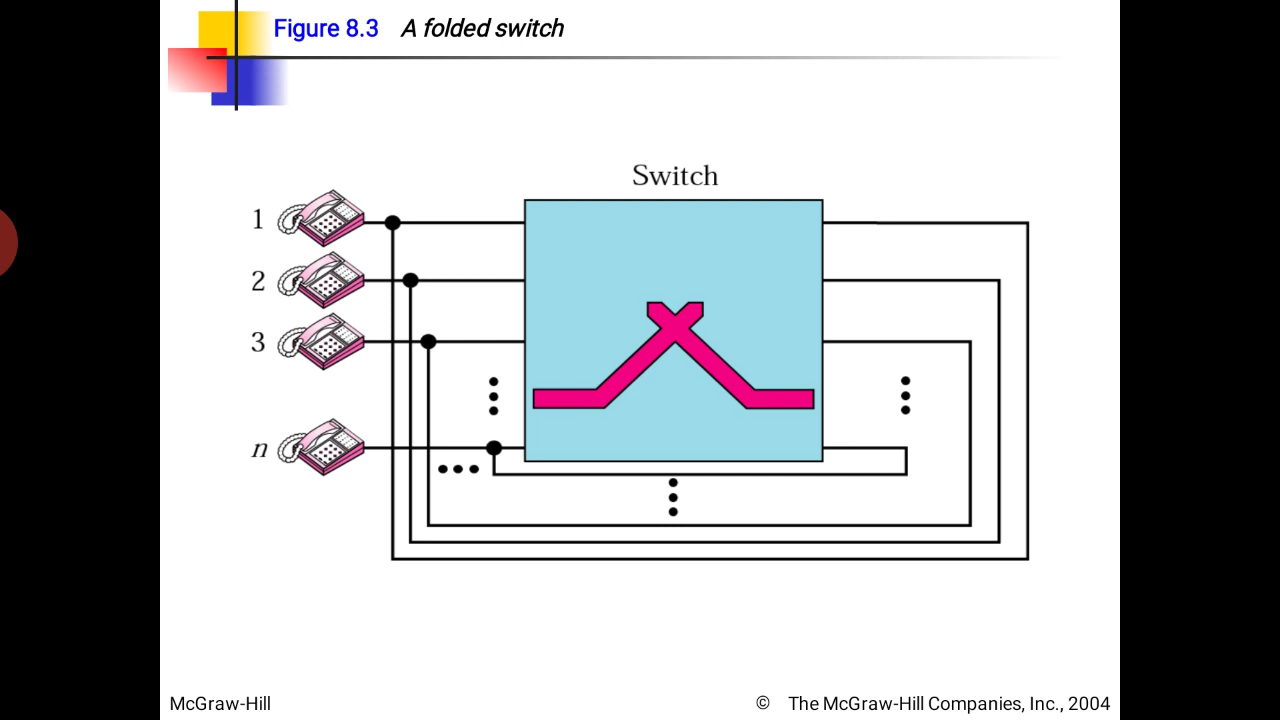 Figure 8.3 A folded switch
Switch
1
2
3
n
McGraw-Hill © The McGraw-Hill Companies, Inc., 2004